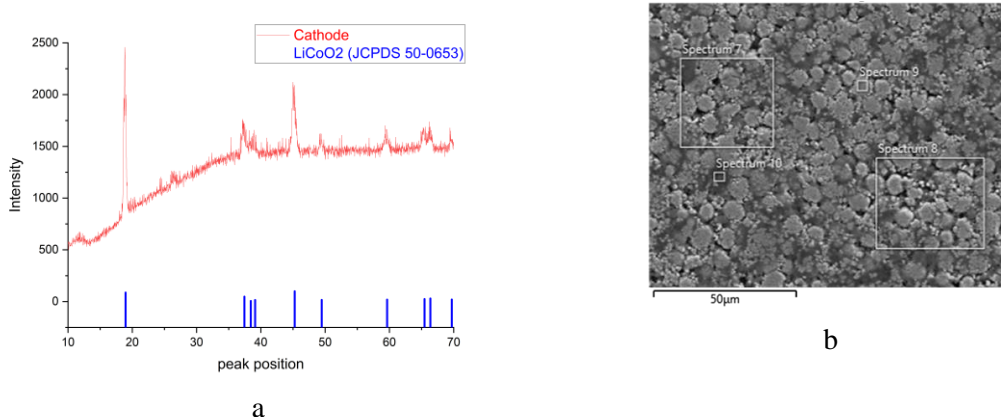 Cathode
LiCoO2 (JCPDS 50-0653)
2500
2000
1500
1000
500
0
Intensity
10 20 30 40 50 60 70
peak position
a
Spectrum 7
Spectrum 9
Spectrum 10
Spectrum 8
50µm
b